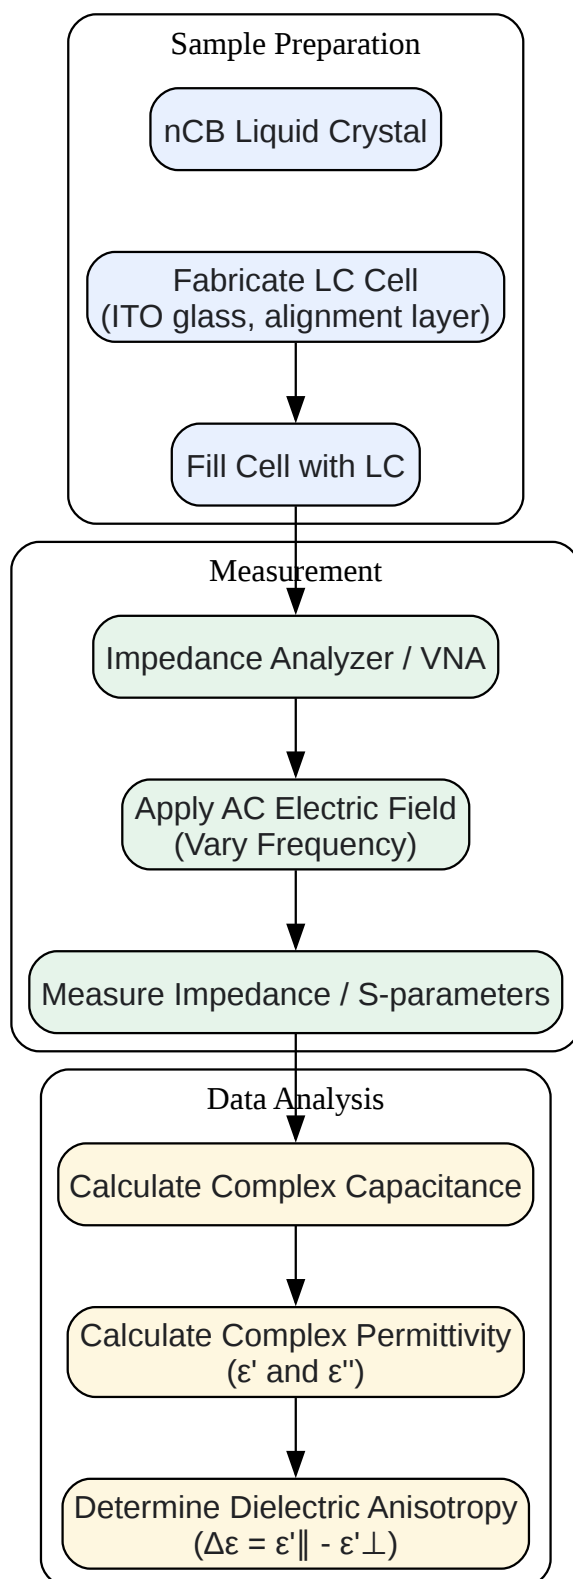 Sample Preparation
nCB Liquid Crystal
Fabricate LC Cell
(ITO glass, alignment layer)
Fill Cell with LC
Measurement
Impedance Analyzer / VNA
Apply AC Electric Field
(Vary Frequency)
Measure Impedance / S-parameters
Data Analysis
Calculate Complex Capacitance
Calculate Complex Permittivity
(ε' and ε'')
Determine Dielectric Anisotropy
(Δε = ε'∥ - ε'⊥)